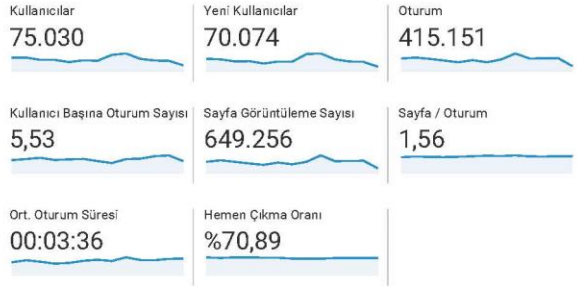 Kullanıcılar
75.030
Yeni Kullanıcılar
70.074
Oturum
415.151
Kullanıcı Başına Oturum Sayısı
5,53
Sayfa Görüntüleme Sayısı
649.256
Sayfa / Oturum
1,56
Ort. Oturum Süresi
00:03:36
Hemen Çıkma Oranı
%70,89